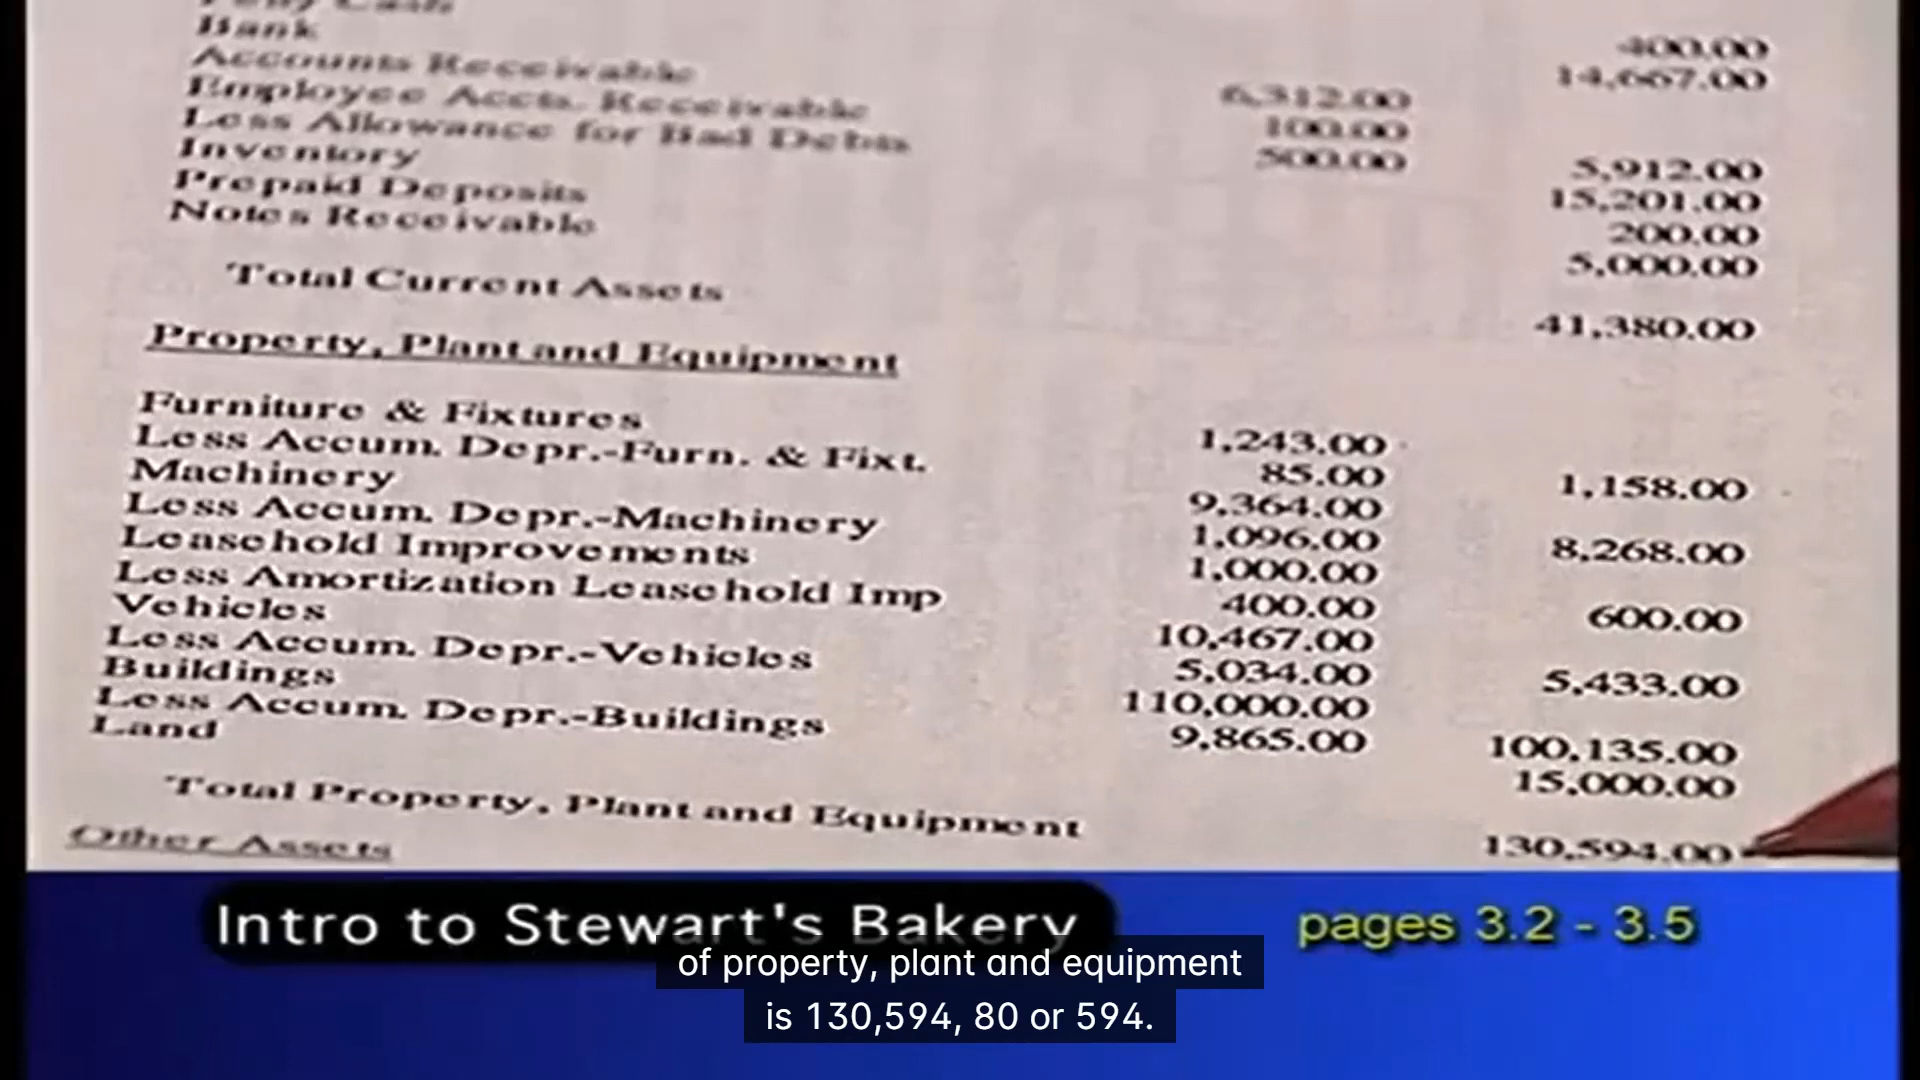 Petty Cash 400.00
Bank 14,667.00
Accounts Receivable 6,312.00
Employee Accts. Receivable 100.00
Less Allowance for Bad Debts 500.00 5,912.00
Inventory 15,201.00
Prepaid Deposits 200.00
Notes Receivable 5,000.00
Total Current Assets 41,380.00
Property, Plant and Equipment
Furniture & Fixtures 1,243.00
Less Accum. Depr.-Furn. & Fixt. 85.00 1,158.00
Machinery 9,364.00
Less Accum. Depr.-Machinery 1,096.00 8,268.00
Leasehold Improvements 1,000.00
Less Amortization Leasehold Imp 400.00 600.00
Vehicles 10,467.00
Less Accum. Depr.-Vehicles 5,034.00 5,433.00
Buildings 110,000.00
Less Accum. Depr.-Buildings 9,865.00 100,135.00
Land 15,000.00
Total Property, Plant and Equipment 130,594.00
Other Assets
Intro to Stewart's Bakery pages 3.2 - 3.5
of property, plant and equipment
is 130,594, 80 or 594.